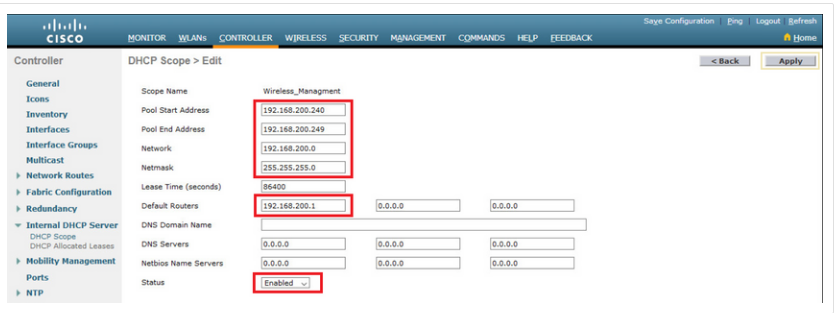 Save Configuration | Ping | Logout | Refresh
CISCO
MONITOR WLANs CONTROLLER WIRELESS SECURITY MANAGEMENT COMMANDS HELP FEEDBACK
Home
Controller
DHCP Scope > Edit
< Back
Apply
General
Icons
Inventory
Interfaces
Interface Groups
Multicast
Network Routes
Fabric Configuration
Redundancy
Internal DHCP Server
DHCP Scope
DHCP Allocated Leases
Mobility Management
Ports
NTP
Scope Name Wireless_Managment
Pool Start Address 192.168.200.240
Pool End Address 192.168.200.249
Network 192.168.200.0
Netmask 255.255.255.0
Lease Time (seconds) 86400
Default Routers 192.168.200.1 0.0.0.0 0.0.0.0
DNS Domain Name
DNS Servers 0.0.0.0 0.0.0.0 0.0.0.0
Netbios Name Servers 0.0.0.0 0.0.0.0 0.0.0.0
Status Enabled